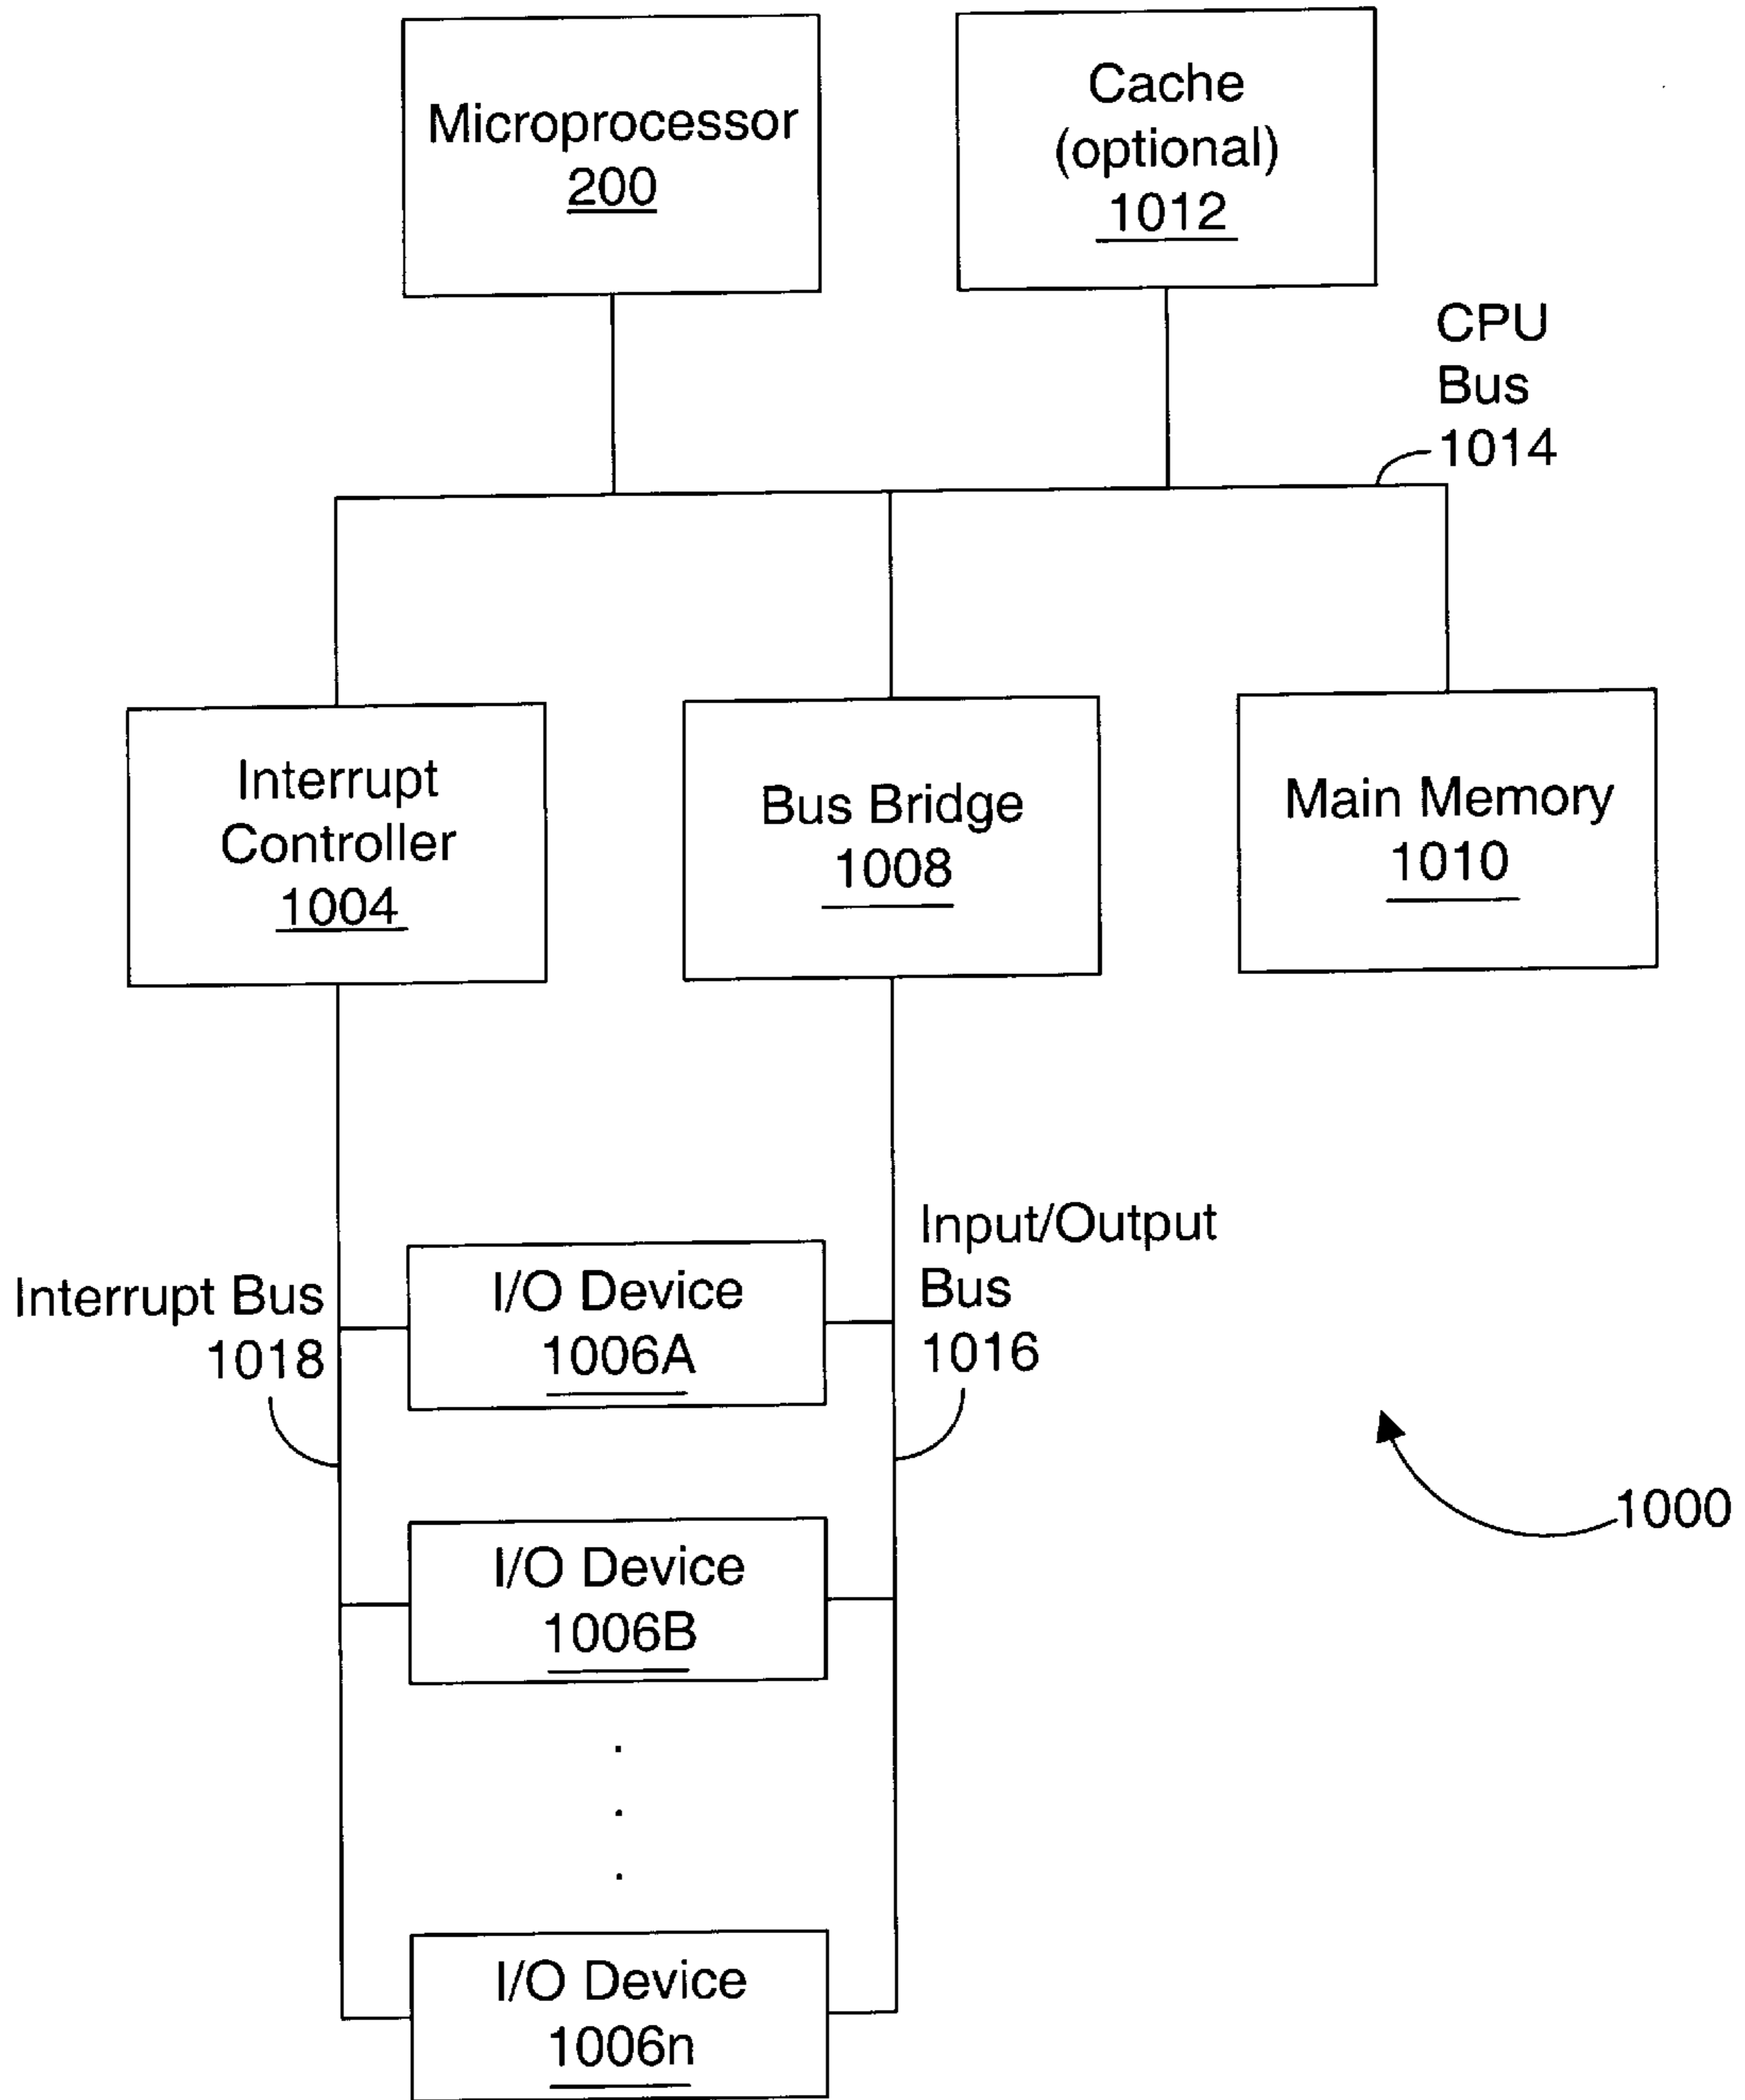 Microprocessor
200
Cache
(optional)
1012
CPU
Bus
1014
Interrupt
Controller
1004
Bus Bridge
1008
Main Memory
1010
Interrupt Bus
1018
I/O Device
1006A
Input/Output
Bus
1016
1000
I/O Device
1006B
.
.
.
I/O Device
1006n